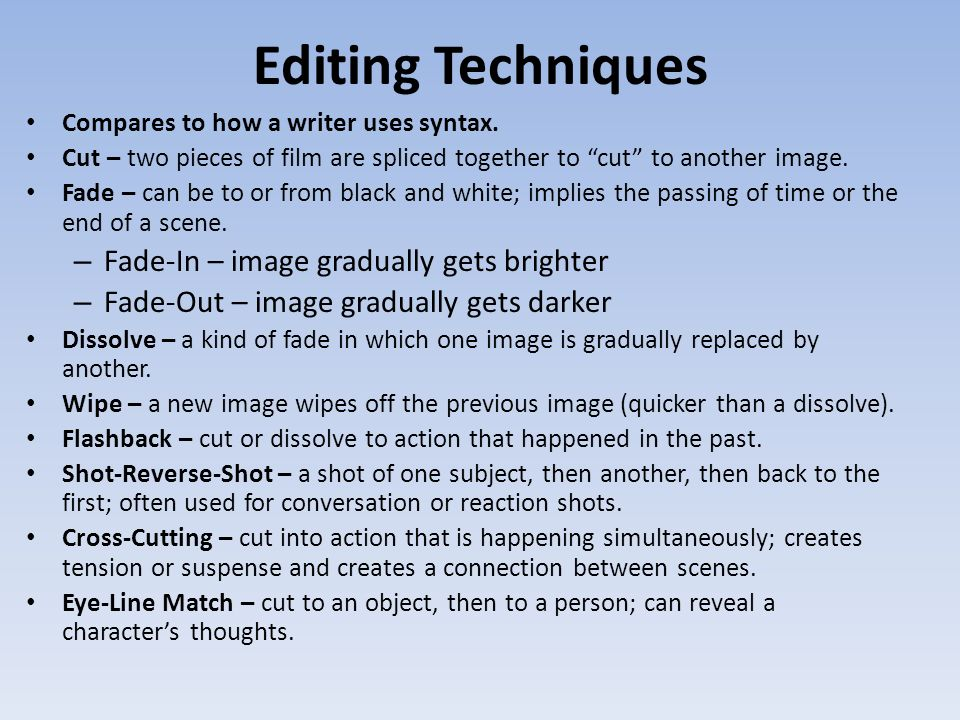 Editing Techniques
• Compares to how a writer uses syntax.
• Cut – two pieces of film are spliced together to “cut” to another image.
• Fade – can be to or from black and white; implies the passing of time or the
end of a scene.
– Fade-In – image gradually gets brighter
– Fade-Out – image gradually gets darker
• Dissolve – a kind of fade in which one image is gradually replaced by
another.
• Wipe – a new image wipes off the previous image (quicker than a dissolve).
• Flashback – cut or dissolve to action that happened in the past.
• Shot-Reverse-Shot – a shot of one subject, then another, then back to the
first; often used for conversation or reaction shots.
• Cross-Cutting – cut into action that is happening simultaneously; creates
tension or suspense and creates a connection between scenes.
• Eye-Line Match – cut to an object, then to a person; can reveal a
character’s thoughts.